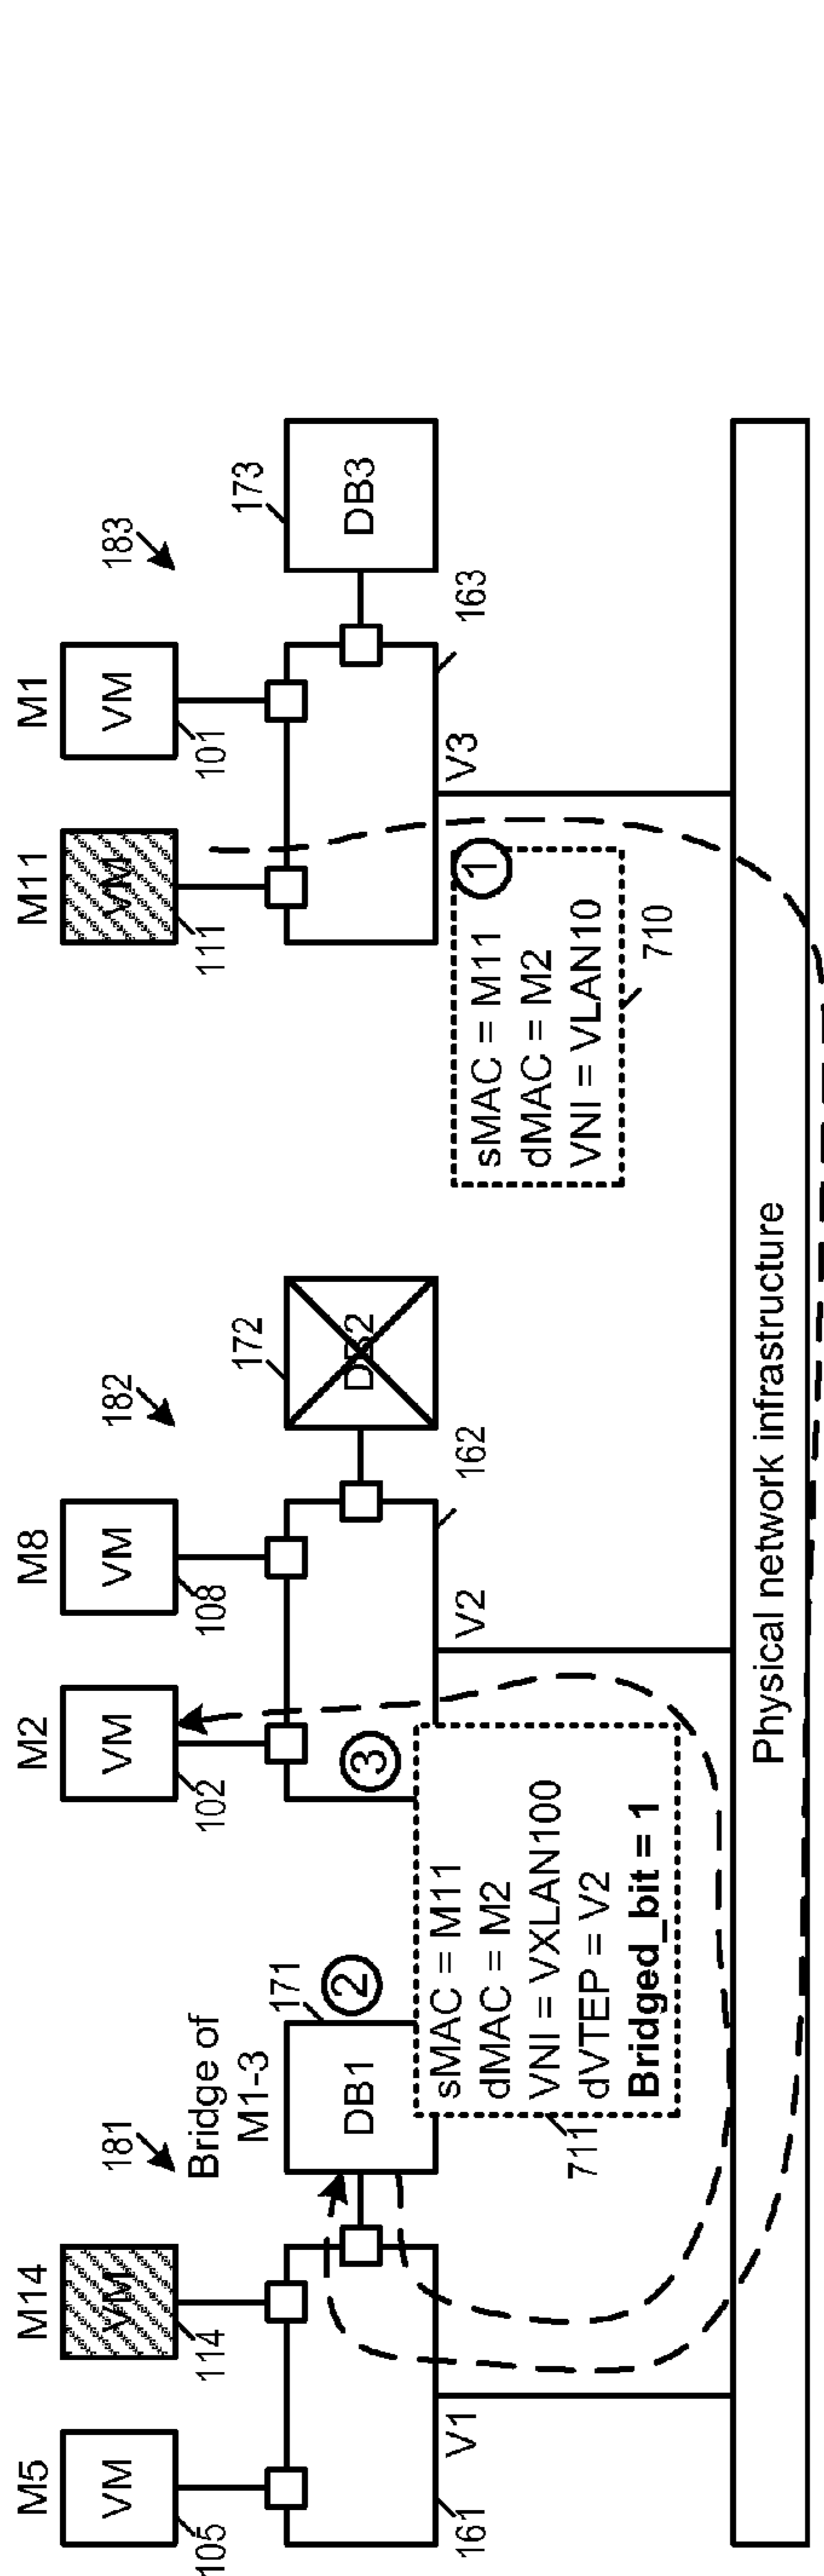 M5
M14
M2
M8
M11
M1
VM
VM
VM
VM
VM
VM
105
114
102
108
111
101
181
182
183
Bridge of
M1-3
171
172
173
DB1
DB2
DB3
2
3
161
V1
V2
162
V3
163
sMAC = M11
dMAC = M2
VNI = VXLAN100
dVTEP = V2
Bridged_bit = 1
711
1
sMAC = M11
dMAC = M2
VNI = VLAN10
710
Physical network infrastructure